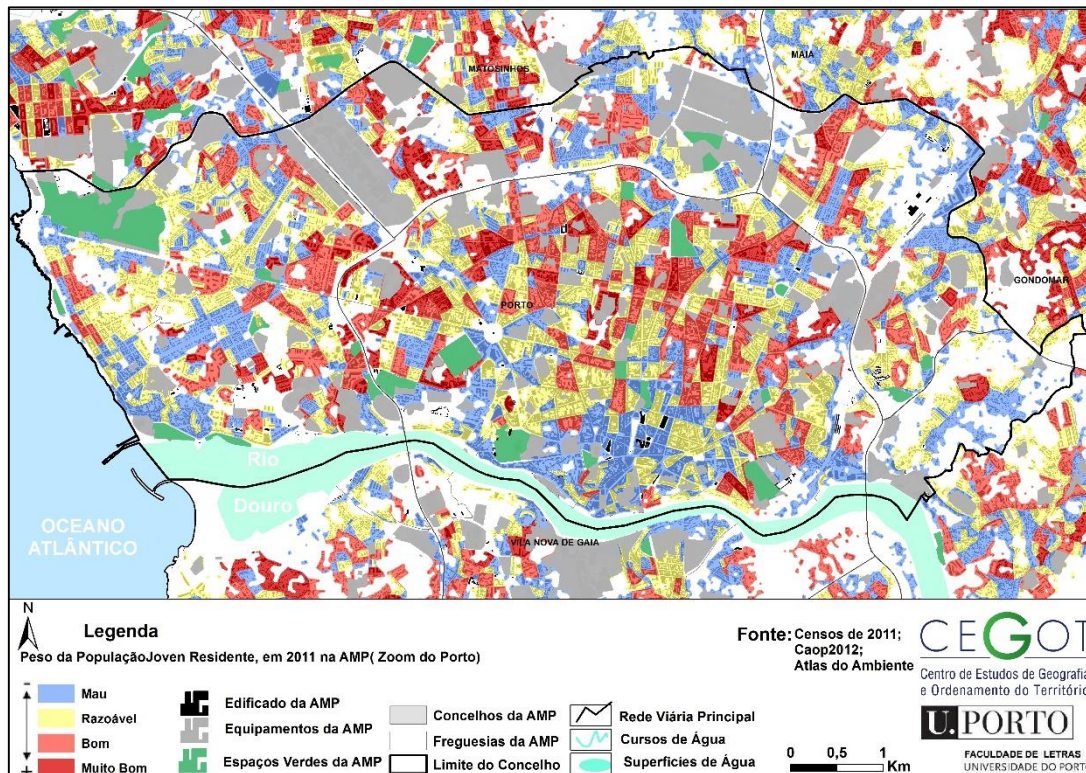 MATOSINHOS
MAIA
GONDOMAR
PORTO
Rio
Douro
OCEANO
ATLÂNTICO
VILA NOVA DE GAIA
N
Legenda
Peso da PopulaçãoJoven Residente, em 2011 na AMP( Zoom do Porto)
-
Mau
Razoável
Bom
Muito Bom
+
Edificado da AMP
Equipamentos da AMP
Espaços Verdes da AMP
Concelhos da AMP
Freguesias da AMP
Limite do Concelho
Rede Viária Principal
Cursos de Água
Superfícies de Água
Fonte: Censos de 2011;
Caop2012;
Atlas do Ambiente
0 0,5 1
Km
CEGOT
Centro de Estudos de Geografia
e Ordenamento do Território
U. PORTO
FACULDADE DE LETRAS
UNIVERSIDADE DO PORTO